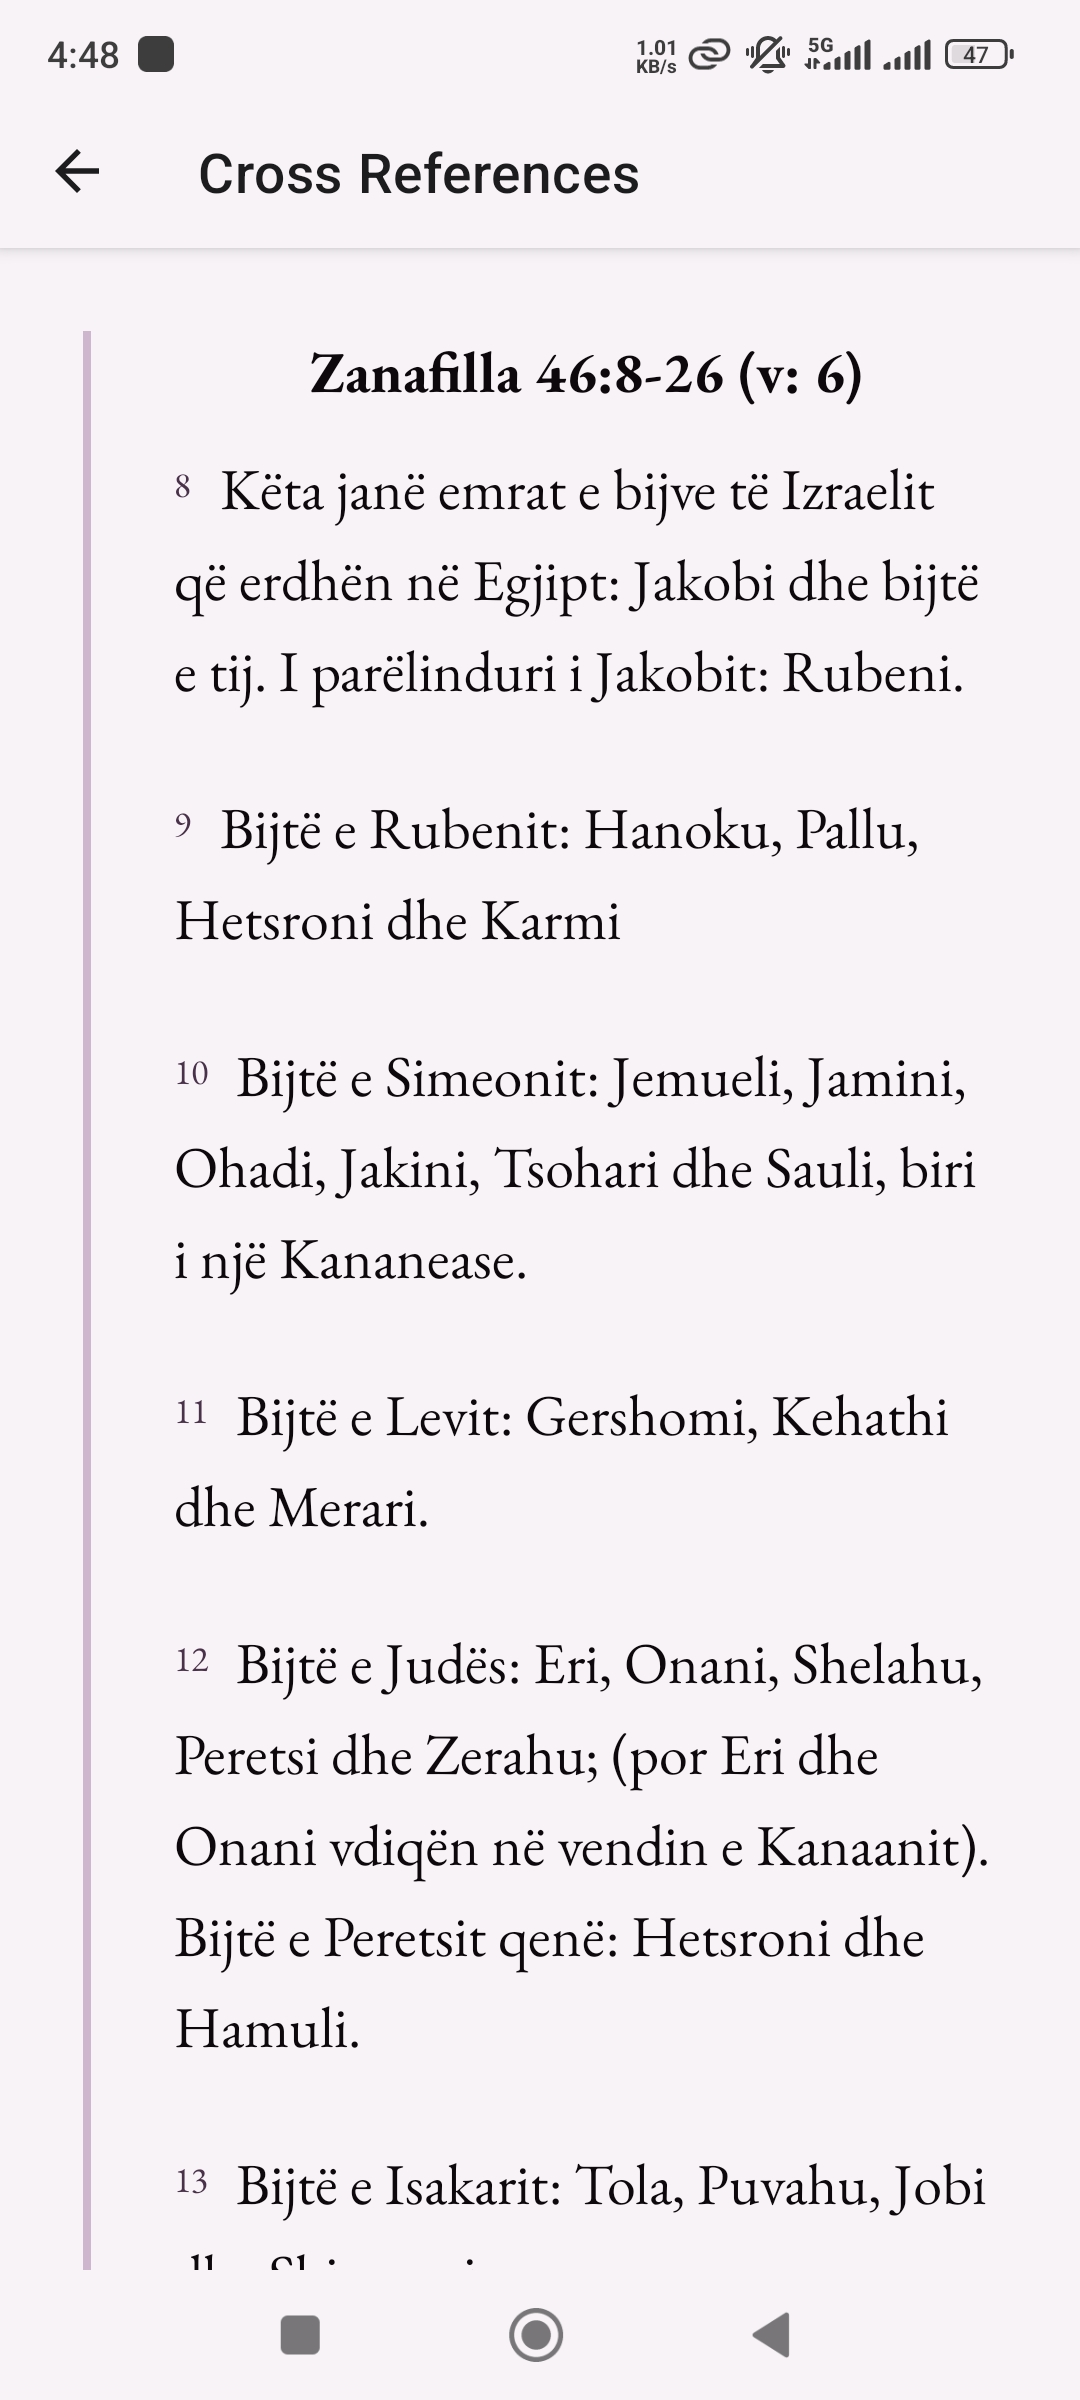 4:48
1.01
KB/s
5G
47
Cross References
Zanafilla 46:8-26 (v: 6)
8 Këta janë emrat e bijve të Izraelit
që erdhën në Egjipt: Jakobi dhe bijtë
e tij. I parëlinduri i Jakobit: Rubeni.
9 Bijtë e Rubenit: Hanoku, Pallu,
Hetsroni dhe Karmi
10 Bijtë e Simeonit: Jemueli, Jamini,
Ohadi, Jakini, Tsohari dhe Sauli, biri
i një Kananease.
11 Bijtë e Levit: Gershomi, Kehathi
dhe Merari.
12 Bijtë e Judës: Eri, Onani, Shelahu,
Peretsi dhe Zerahu; (por Eri dhe
Onani vdiqën në vendin e Kanaanit).
Bijtë e Peretsit qenë: Hetsroni dhe
Hamuli.
13 Bijtë e Isakarit: Tola, Puvahu, Jobi